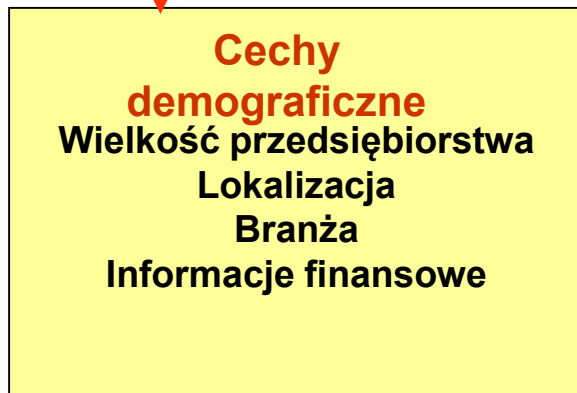 Cechy
demograficzne
Wielkość przedsiębiorstwa
Lokalizacja
Branża
Informacje finansowe